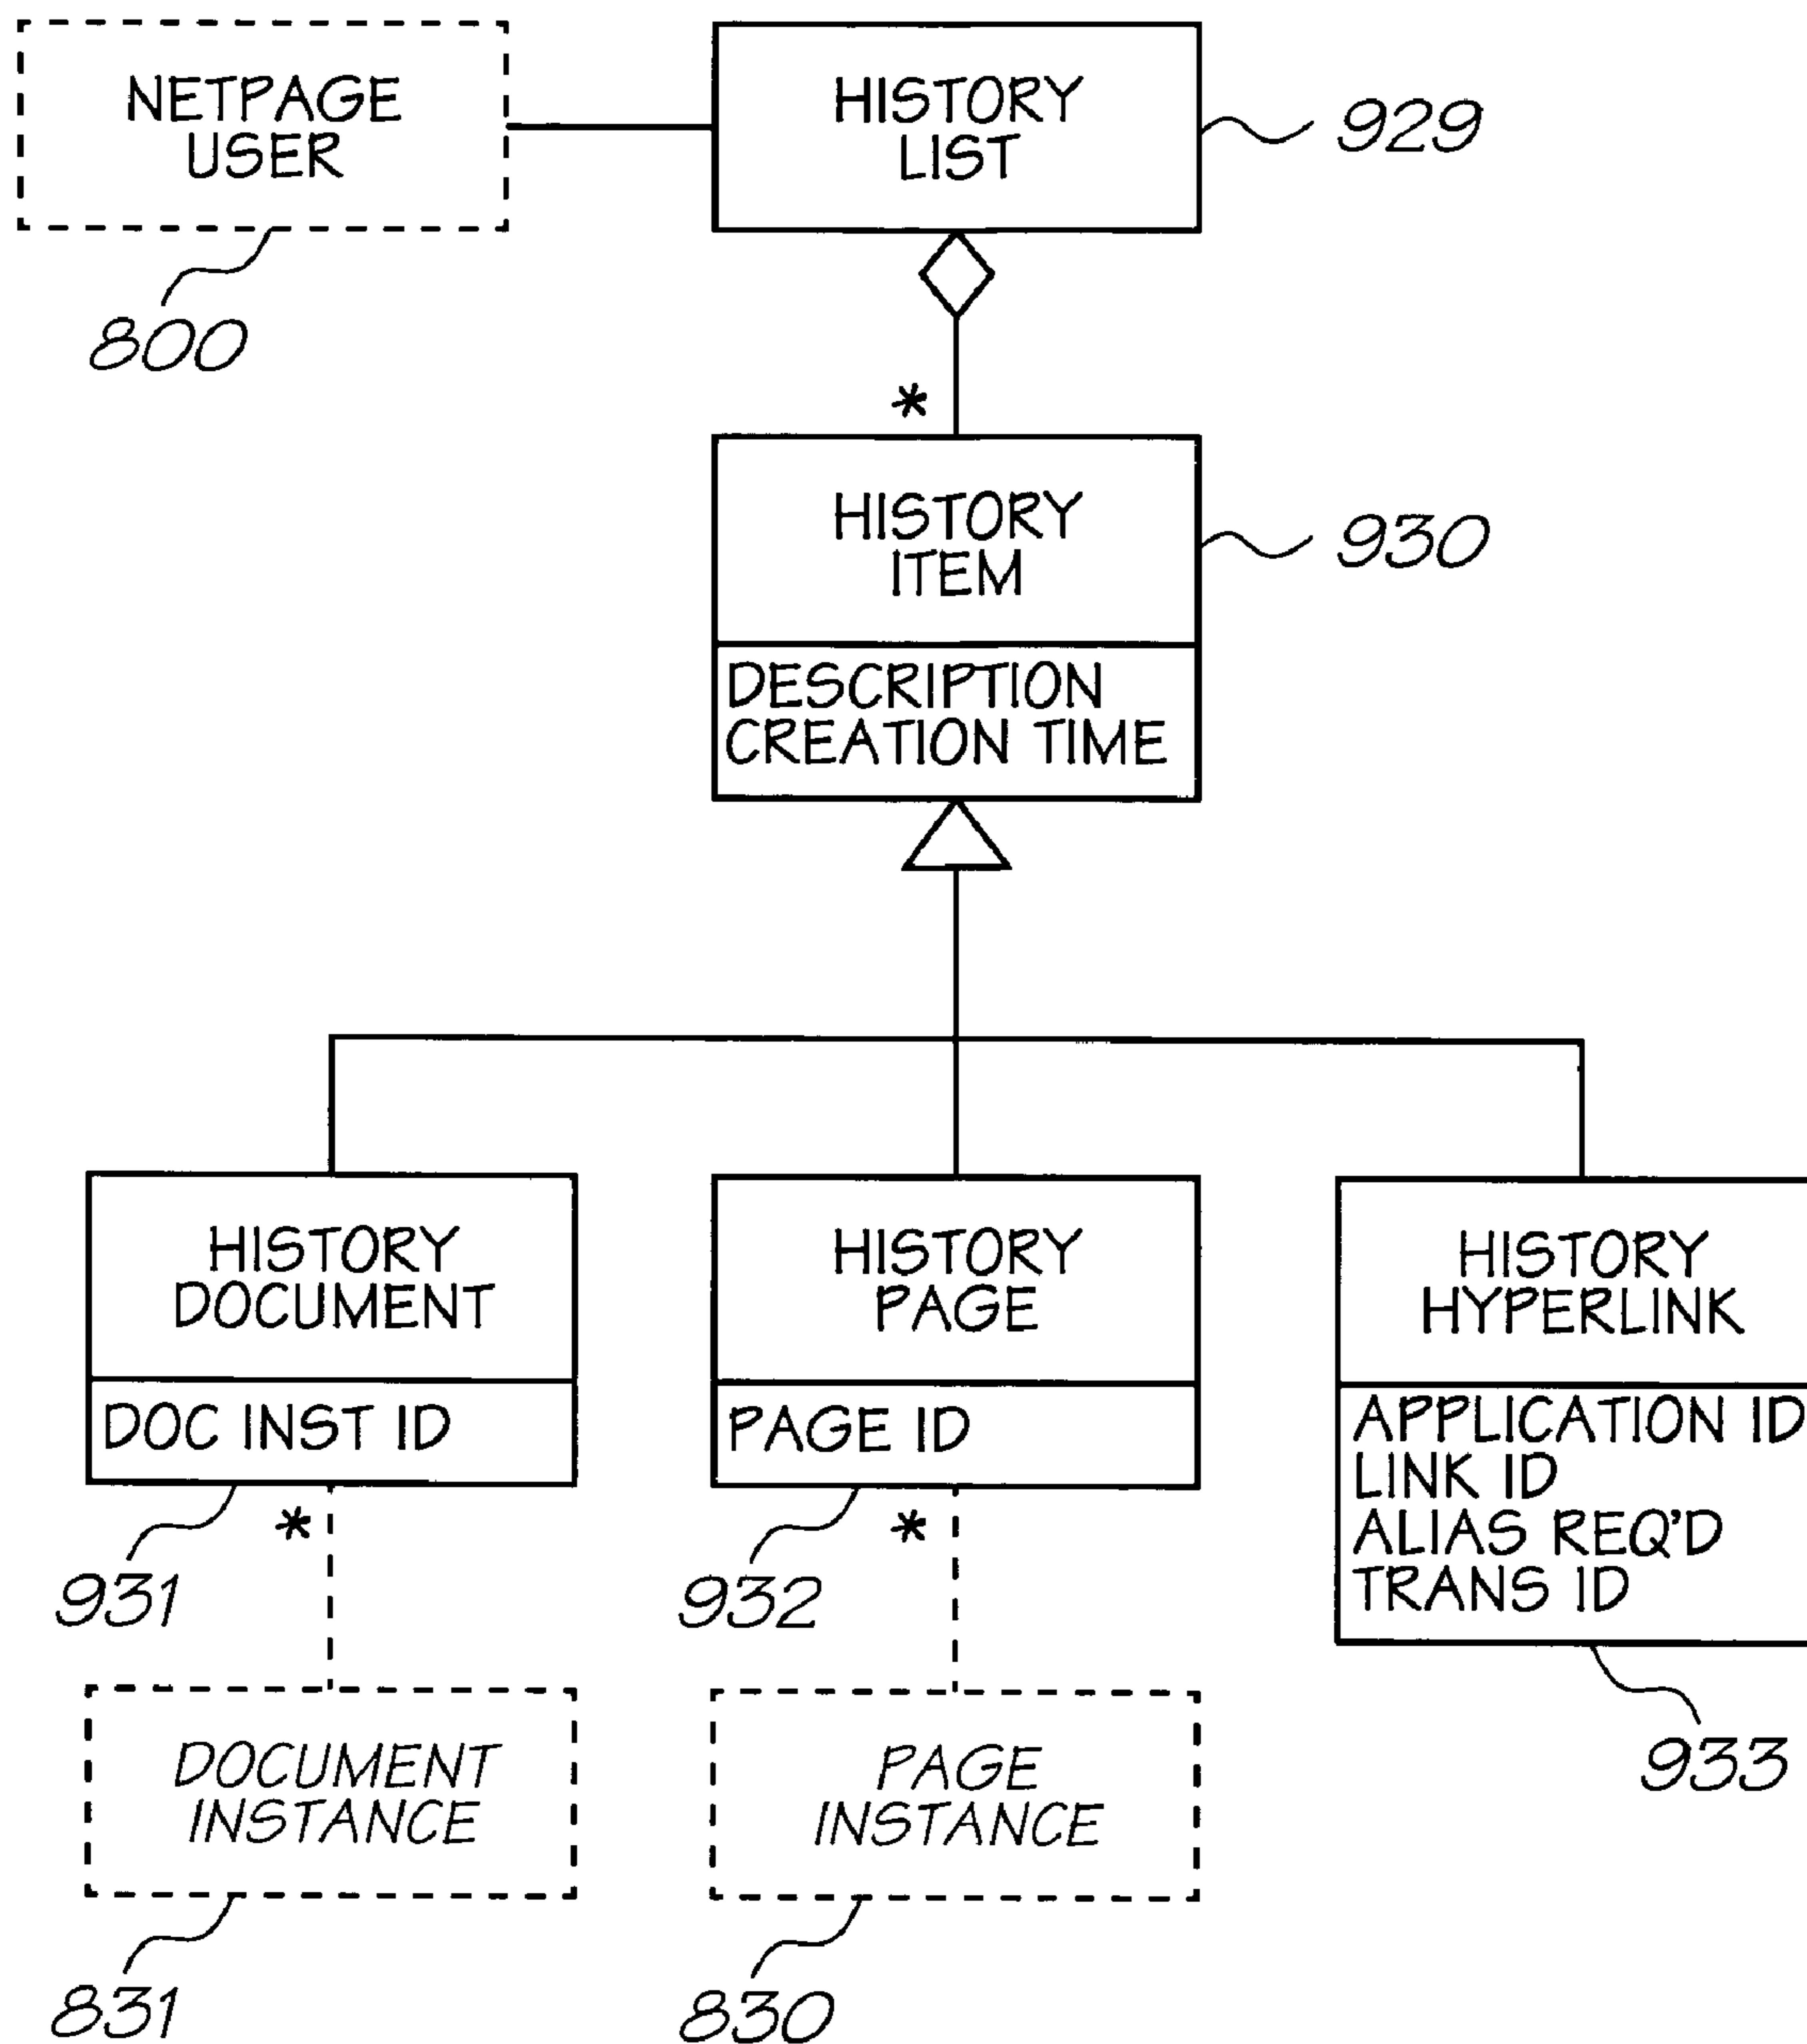 NETPAGE
USER
800
HISTORY
LIST
929
*
HISTORY
ITEM
930
DESCRIPTION
CREATION TIME
HISTORY
DOCUMENT
DOC INST ID
931
*
HISTORY
PAGE
PAGE ID
932
*
HISTORY
HYPERLINK
APPLICATION ID
LINK ID
ALIAS REQ'D
TRANS ID
933
DOCUMENT
INSTANCE
831
PAGE
INSTANCE
830